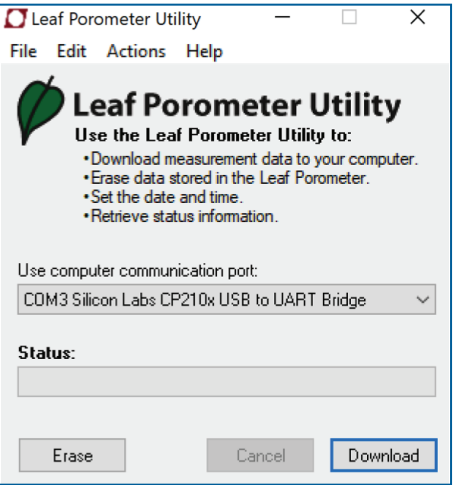 Leaf Porometer Utility
File Edit Actions Help
Leaf Porometer Utility
Use the Leaf Porometer Utility to:
•Download measurement data to your computer.
•Erase data stored in the Leaf Porometer.
•Set the date and time.
•Retrieve status information.
Use computer communication port:
COM3 Silicon Labs CP210x USB to UART Bridge
Status:
Erase Cancel Download